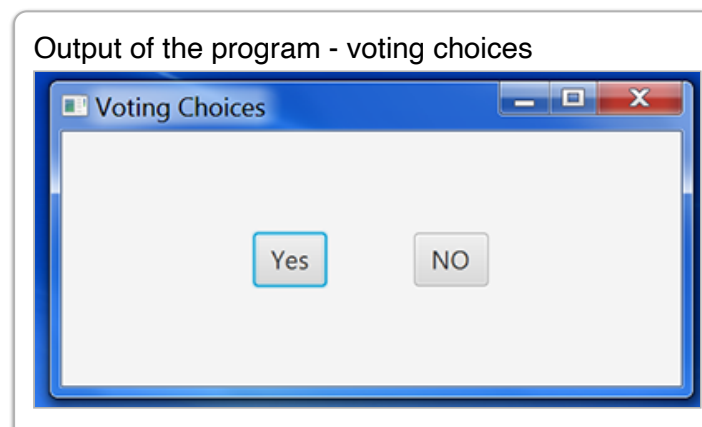 Output of the program - voting choices
Voting Choices
Yes NO